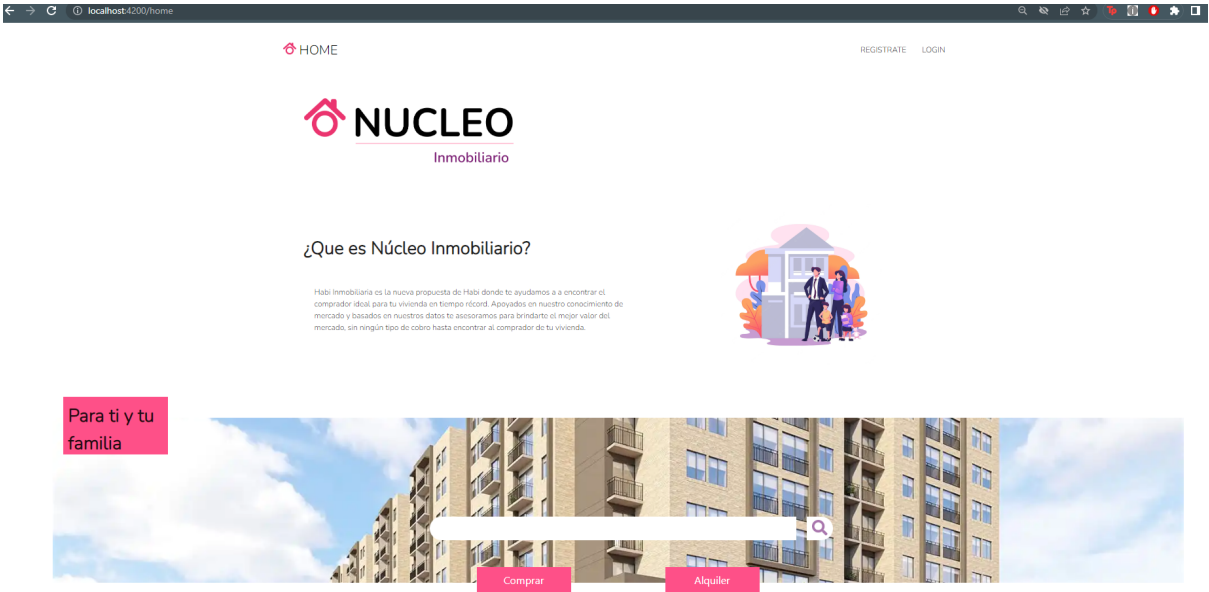 localhost:4200/home
HOME
REGISTRATE LOGIN
NUCLEO
Inmobiliario
¿Que es Núcleo Inmobiliario?
Habi Inmobiliaria es la nueva propuesta de Habi donde te ayudamos a a encontrar el
comprador ideal para tu vivienda en tiempo récord. Apoyados en nuestro conocimiento de
mercado y basados en nuestros datos te asesoramos para brindarte el mejor valor del
mercado, sin ningún tipo de cobro hasta encontrar al comprador de tu vivienda.
Para ti y tu
familia
Comprar
Alquiler